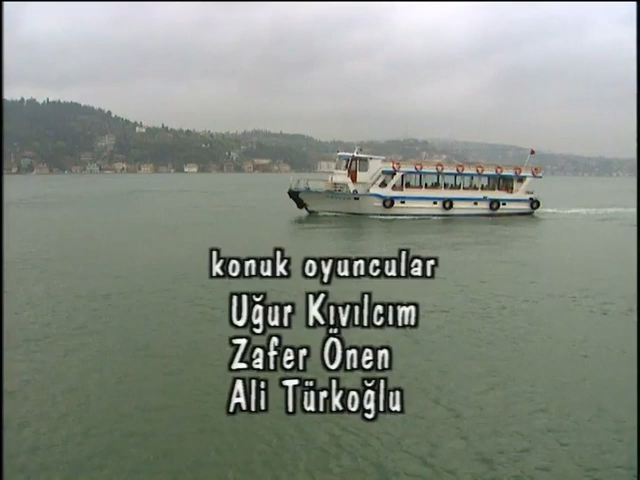 konuk oyuncular
Uğur Kıvılcım
Zafer Önen
Ali Türkoğlu